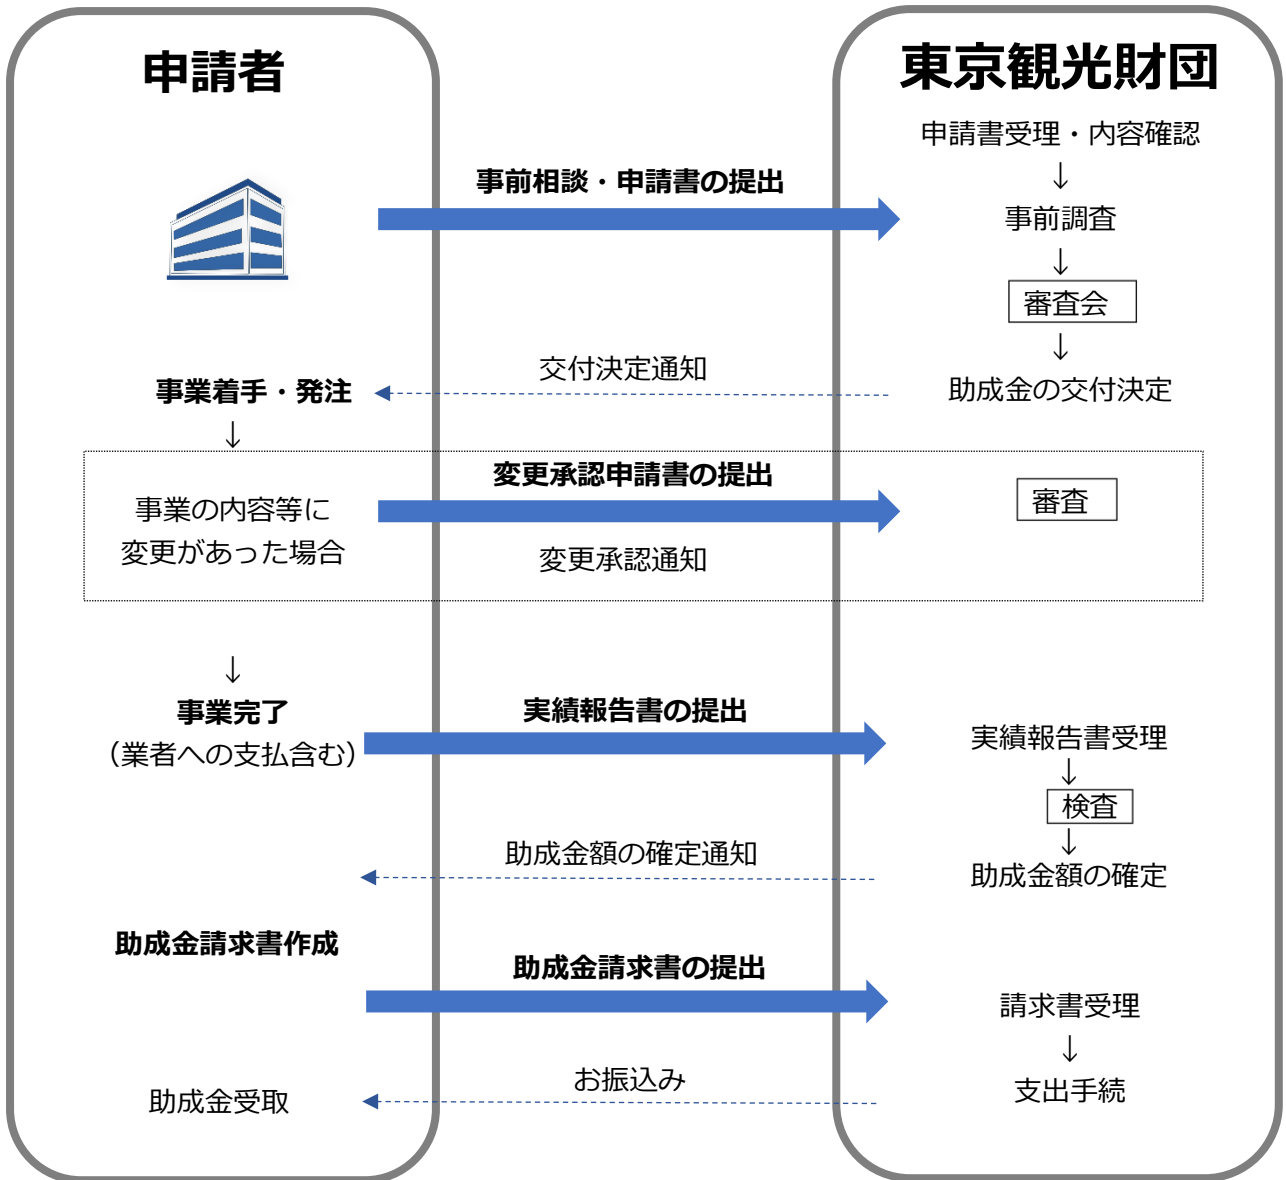 申請者
東京観光財団
申請書受理・内容確認
↓
事前相談・申請書の提出
事前調査
↓
審査会
↓
交付決定通知
助成金の交付決定
事業着手・発注
↓
変更承認申請書の提出
事業の内容等に
変更があった場合
審査
変更承認通知
↓
事業完了
（業者への支払含む）
実績報告書の提出
実績報告書受理
↓
検査
↓
助成金額の確定通知
助成金額の確定
助成金請求書作成
助成金請求書の提出
請求書受理
↓
お振込み
支出手続
助成金受取